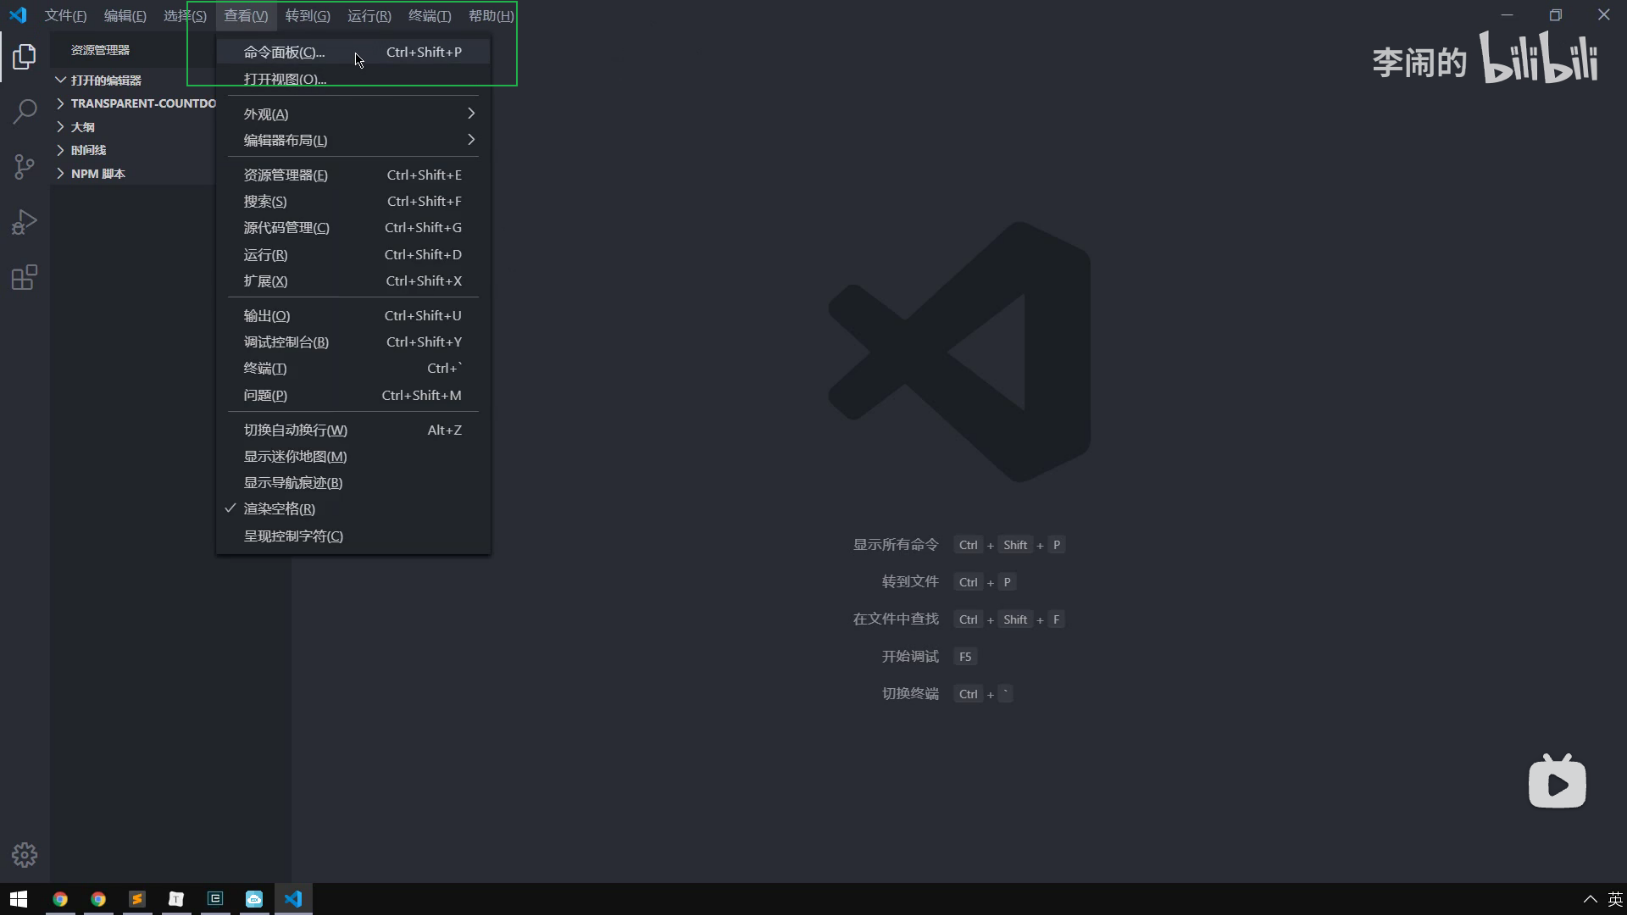 文件(F) 编辑(E) 选择(S) 查看(V) 转到(G) 运行(R) 终端(T) 帮助(H)
资源管理器
打开的编辑器
TRANSPARENT-COUNTDO
大纲
时间线
NPM 脚本
命令面板(C)... Ctrl+Shift+P
打开视图(O)...
外观(A)
编辑器布局(L)
资源管理器(E) Ctrl+Shift+E
搜索(S) Ctrl+Shift+F
源代码管理(C) Ctrl+Shift+G
运行(R) Ctrl+Shift+D
扩展(X) Ctrl+Shift+X
输出(O) Ctrl+Shift+U
调试控制台(B) Ctrl+Shift+Y
终端(T) Ctrl+`
问题(P) Ctrl+Shift+M
切换自动换行(W) Alt+Z
显示迷你地图(M)
显示导航痕迹(B)
渲染空格(R)
呈现控制字符(C)
李闹的 bilibili
显示所有命令 Ctrl + Shift + P
转到文件 Ctrl + P
在文件中查找 Ctrl + Shift + F
开始调试 F5
切换终端 Ctrl + `
英